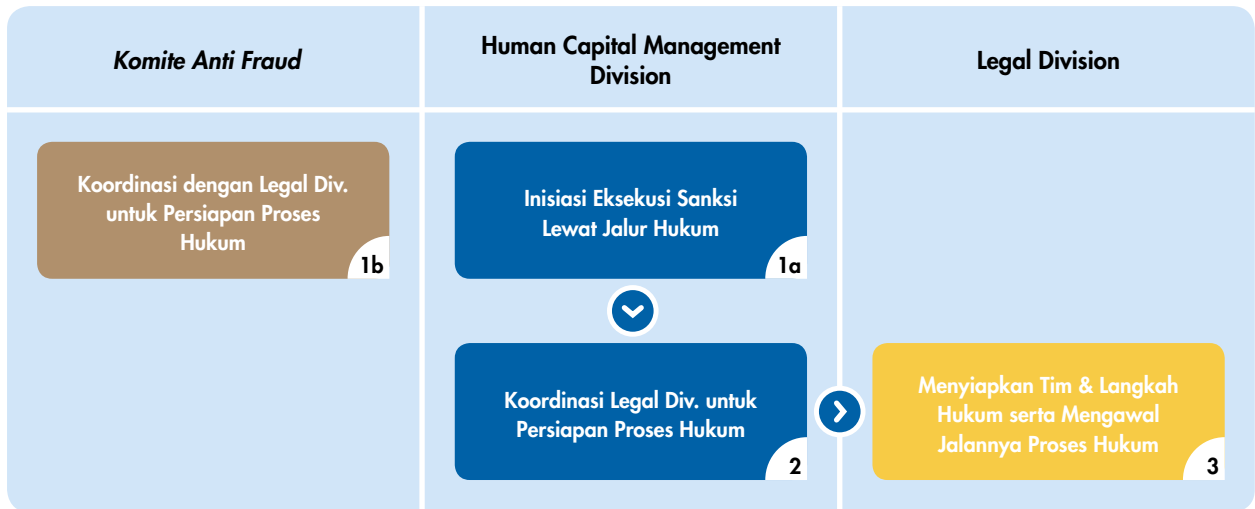 Komite Anti Fraud
Human Capital Management
Division
Legal Division
Koordinasi dengan Legal Div.
untuk Persiapan Proses
Hukum
1b
Inisiasi Eksekusi Sanksi
Lewat Jalur Hukum
1a
Koordinasi Legal Div. untuk
Persiapan Proses Hukum
2
Menyiapkan Tim & Langkah
Hukum serta Mengawal
Jalannya Proses Hukum
3